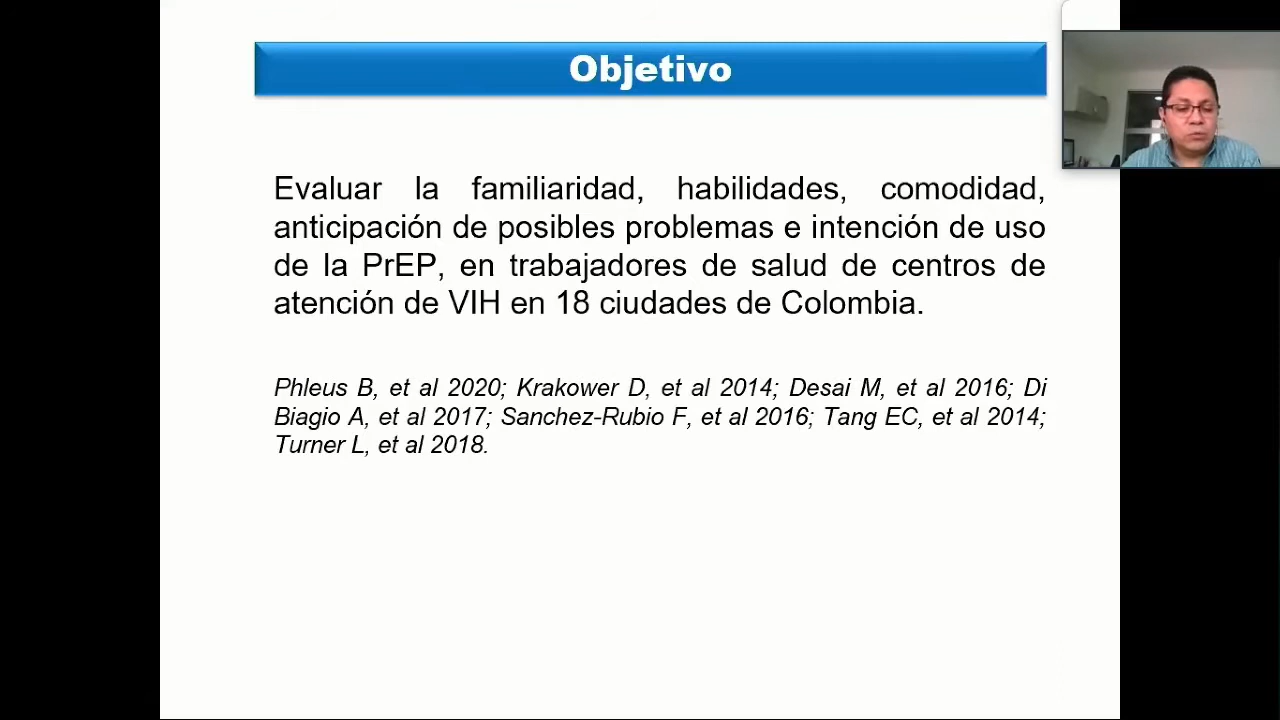 Objetivo
Evaluar la familiaridad, habilidades, comodidad,
anticipación de posibles problemas e intención de uso
de la PrEP, en trabajadores de salud de centros de
atención de VIH en 18 ciudades de Colombia.
Phleus B, et al 2020; Krakower D, et al 2014; Desai M, et al 2016; Di
Biagio A, et al 2017; Sanchez-Rubio F, et al 2016; Tang EC, et al 2014;
Turner L, et al 2018.